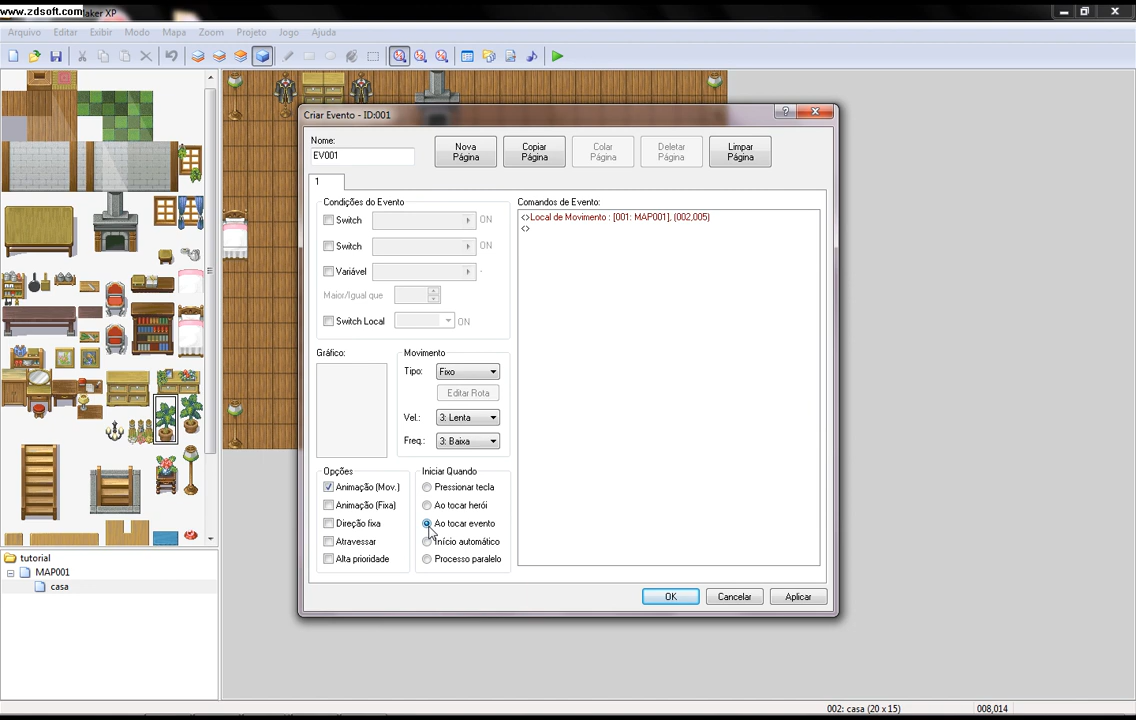 www.zdsoft.com
aker XP
Arquivo Editar Exibir Modo Mapa Zoom Projeto Jogo Ajuda
Criar Evento - ID:001
Nome:
EV001
Nova Página
Copiar Página
Colar Página
Deletar Página
Limpar Página
1
Condições do Evento
Switch ON
Switch ON
Variável -
Maior/Igual que
Switch Local ON
Gráfico:
Movimento
Tipo: Fixo
Editar Rota
Vel.: 3: Lenta
Freq.: 3: Baixa
Opções
Animação (Mov.)
Animação (Fixa)
Direção fixa
Atravessar
Alta prioridade
Iniciar Quando
Pressionar tecla
Ao tocar herói
Ao tocar evento
Início automático
Processo paralelo
Comandos de Evento:
<>Local de Movimento : [001: MAP001], (002,005)
<>
OK Cancelar Aplicar
tutorial
MAP001
casa
002: casa (20 x 15) 008,014